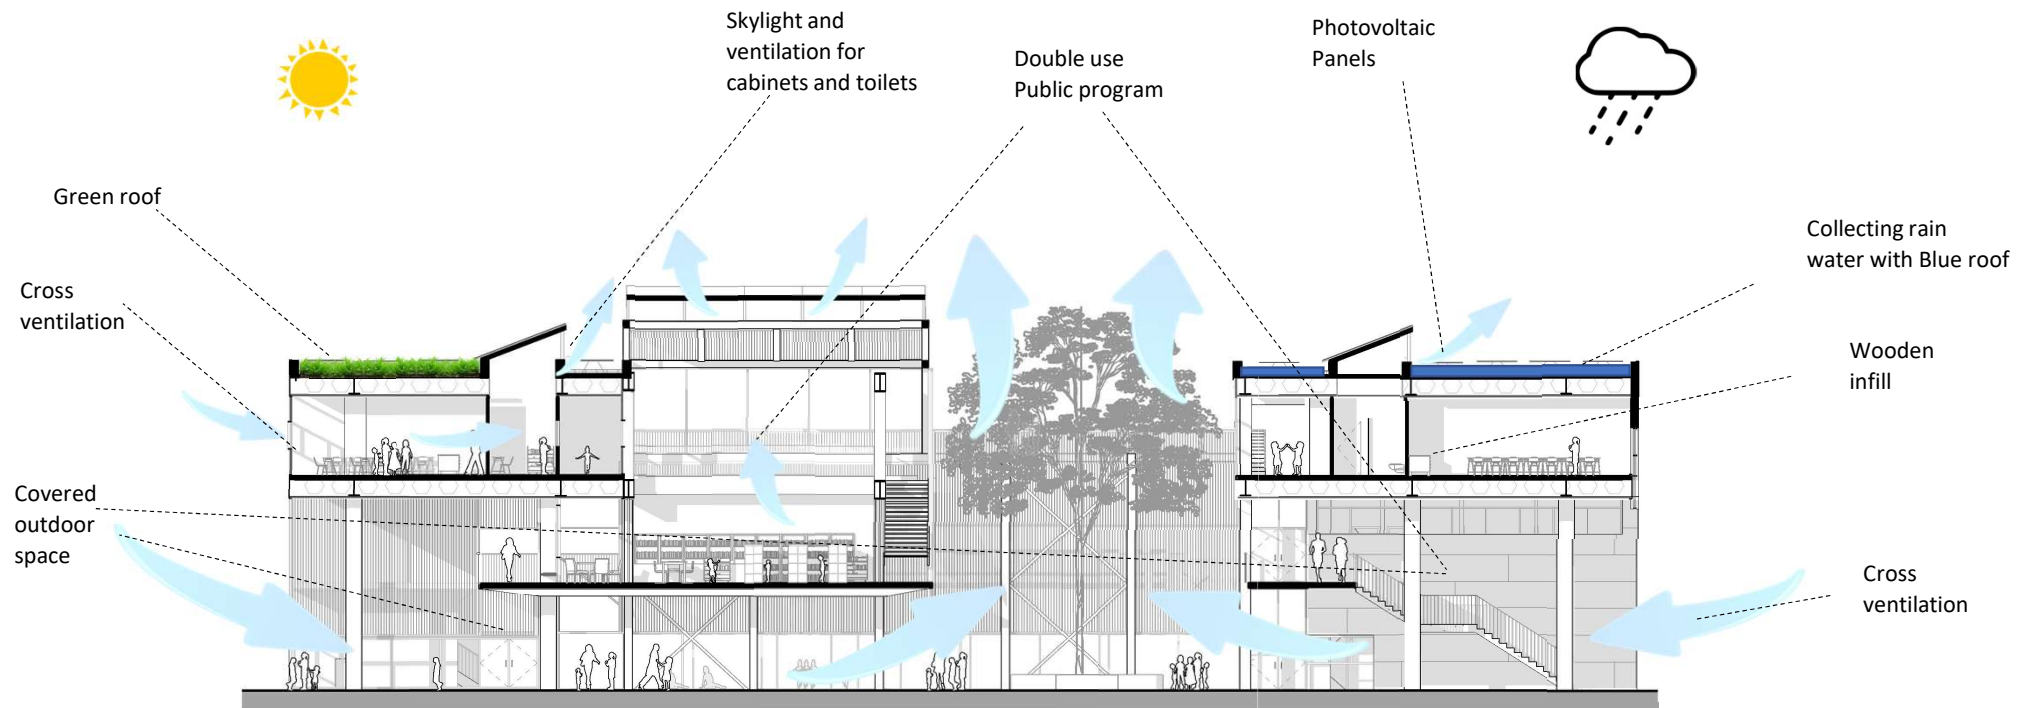 Skylight and
ventilation for
cabinets and toilets
Double use
Public program
Photovoltaic
Panels
Green roof
Cross
ventilation
Covered
outdoor
space
Collecting rain
water with Blue roof
Wooden
infill
Cross
ventilation